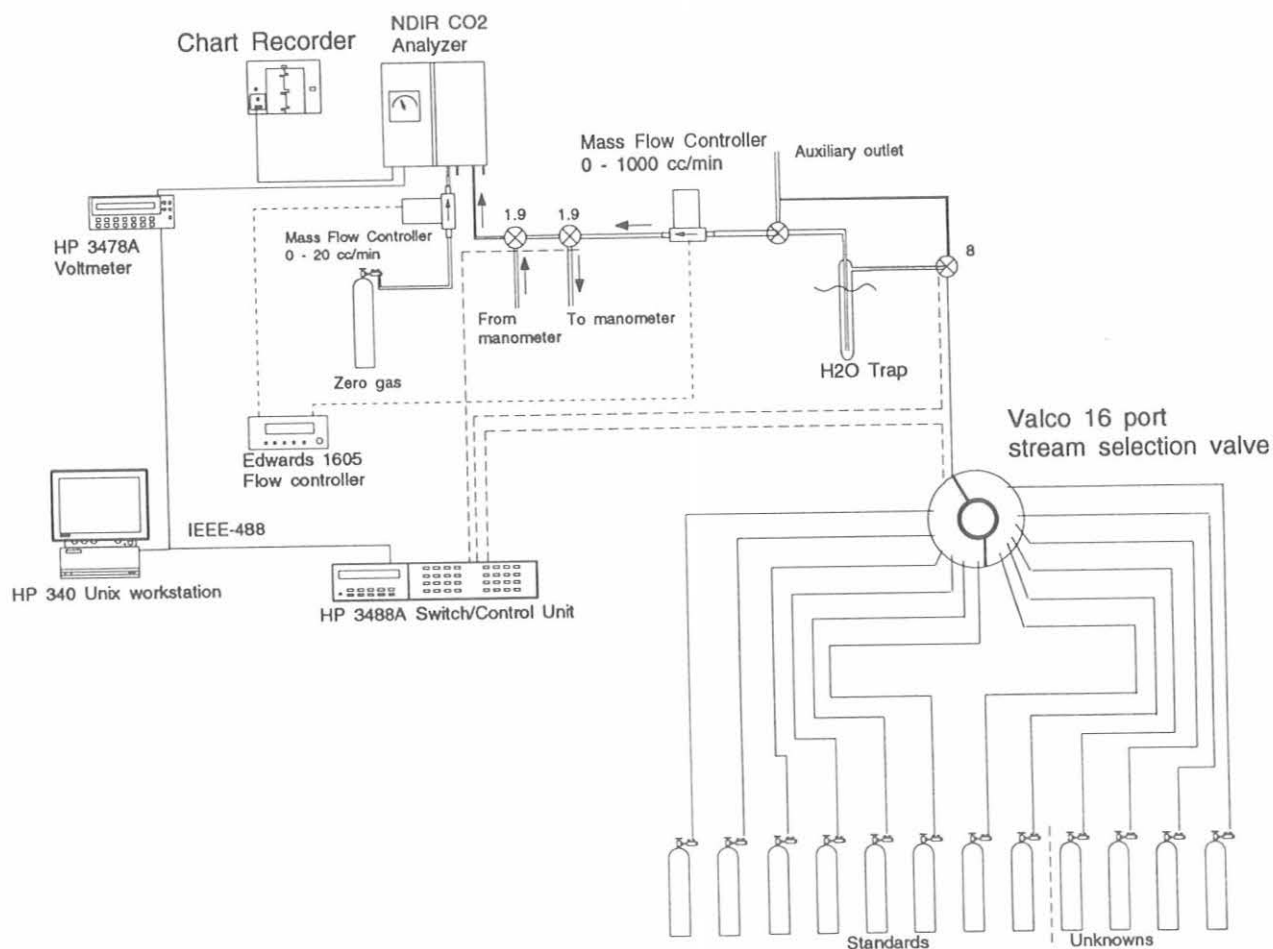 NDIR CO2
Analyzer
Chart Recorder
Mass Flow Controller
0 - 1000 cc/min
Auxiliary outlet
HP 3478A
Voltmeter
Mass Flow Controller
0 - 20 cc/min
1.9
1.9
8
From
manometer
To manometer
Zero gas
H2O Trap
Edwards 1605
Flow controller
Valco 16 port
stream selection valve
IEEE-488
HP 340 Unix workstation
HP 3488A Switch/Control Unit
Standards
Unknowns